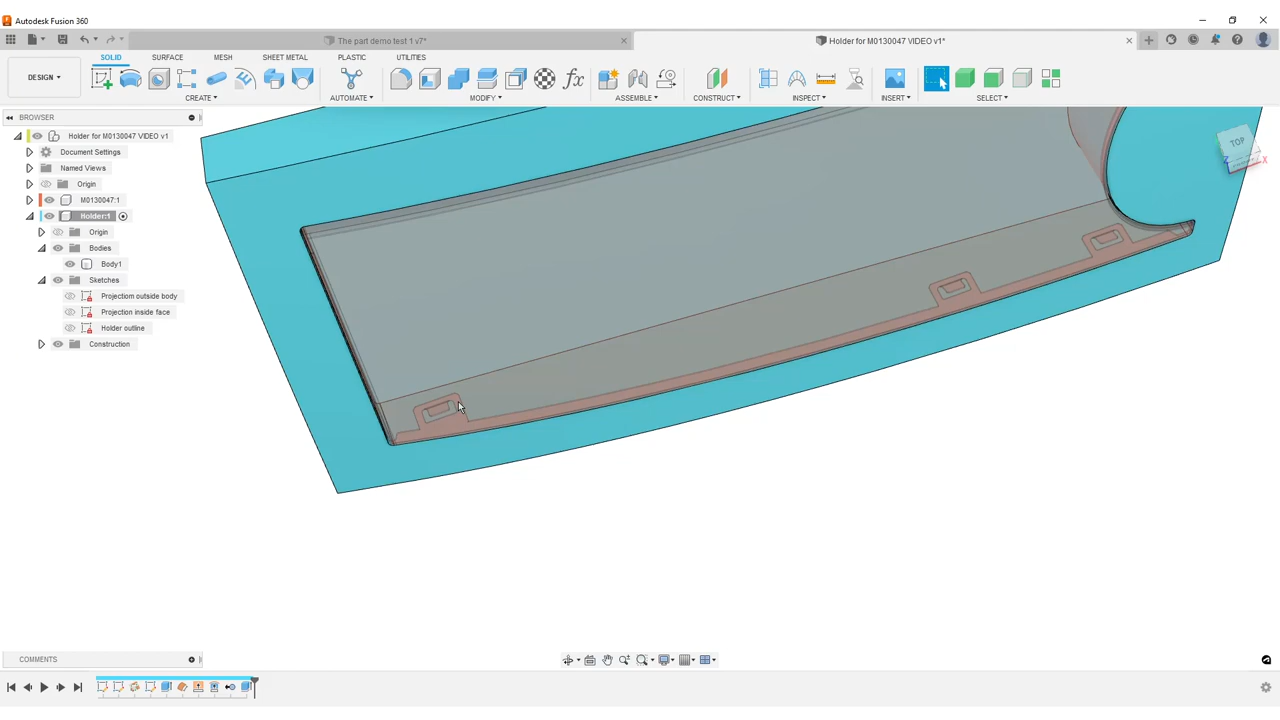 Autodesk Fusion 360
The part demo test 1 v7*
Holder for M0130047 VIDEO v1*
DESIGN
SOLID
SURFACE
MESH
SHEET METAL
PLASTIC
UTILITIES
CREATE
AUTOMATE
MODIFY
fx
ASSEMBLE
CONSTRUCT
INSPECT
INSERT
SELECT
BROWSER
Holder for M0130047 VIDEO v1
Document Settings
Named Views
Origin
M0130047:1
Holder:1
Origin
Bodies
Body1
Sketches
Projection outside body
Projection inside face
Holder outline
Construction
TOP
Z
X
COMMENTS